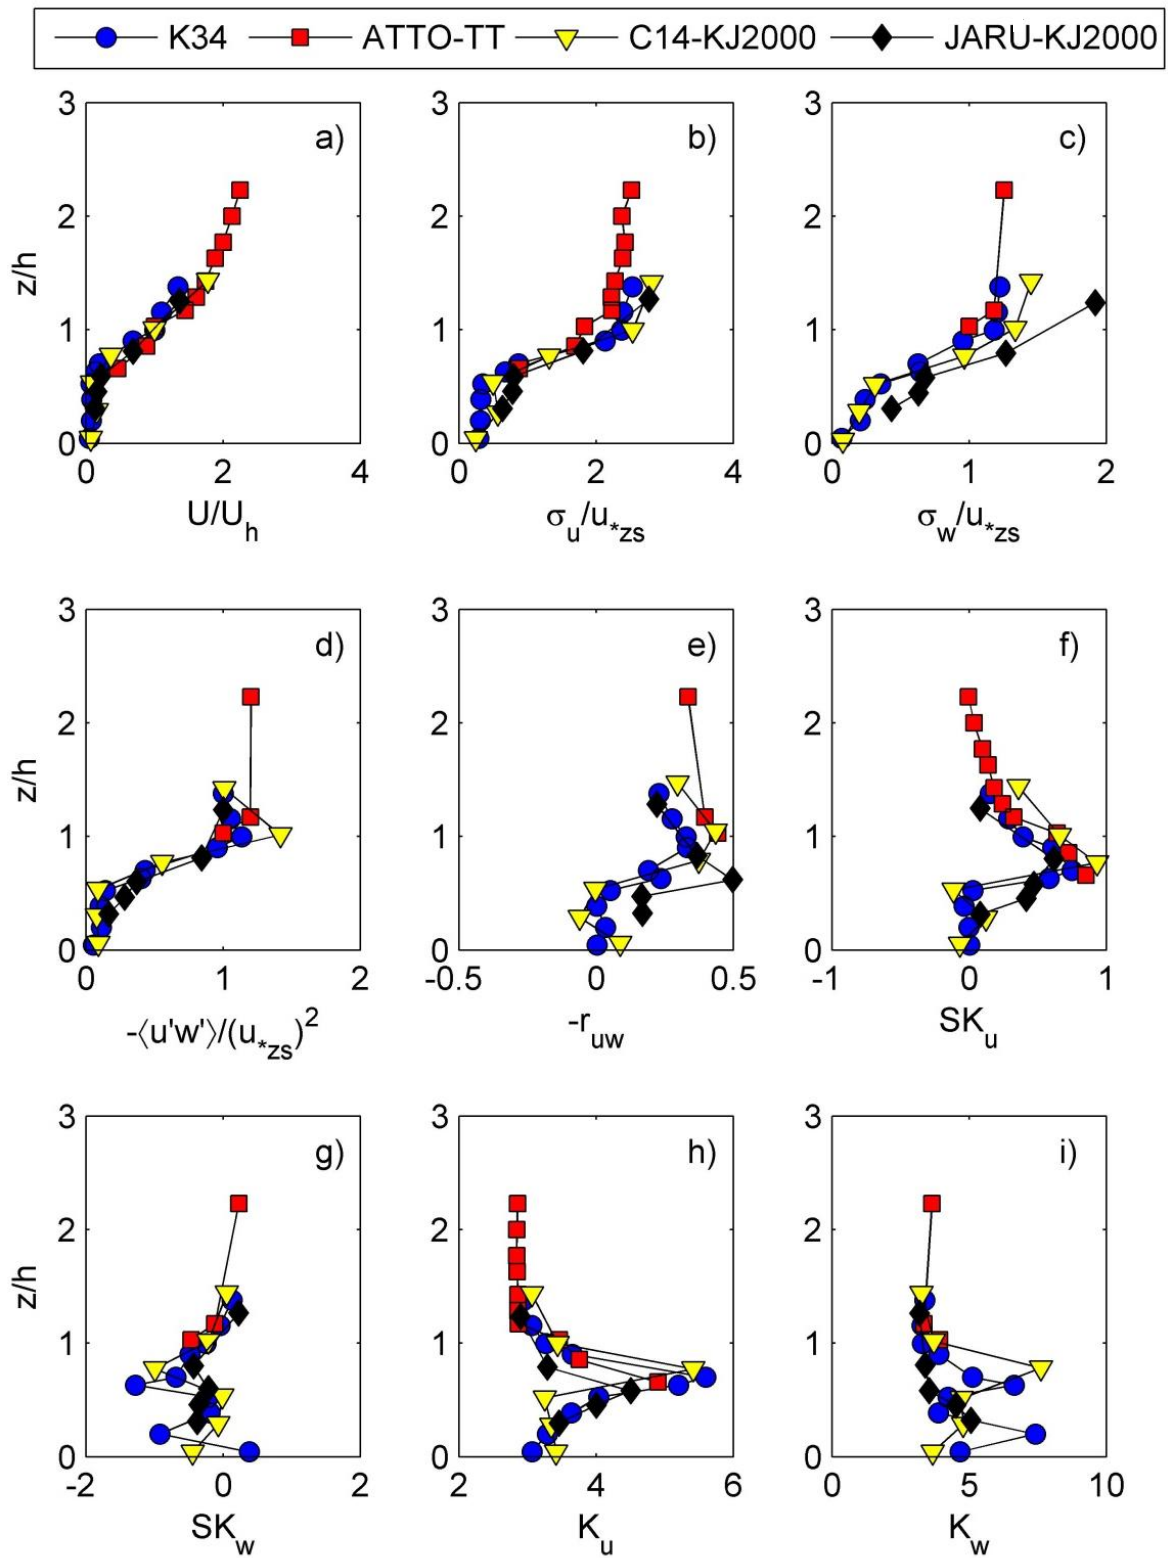 K34 ATTO-TT C14-KJ2000 JARU-KJ2000
a) b) c)
3 3 3
2 2 2
1 1 1
0 0 0
z/h
0 2 4 0 2 4 0 1 2
U/U_h σ_u/u_*zs σ_w/u_*zs
d) e) f)
3 3 3
2 2 2
1 1 1
0 0 0
z/h
0 1 2 -0.5 0 0.5 -1 0 1
-⟨u'w'⟩/(u_*zs)² -r_uw SK_u
g) h) i)
3 3 3
2 2 2
1 1 1
0 0 0
z/h
-2 0 2 2 4 6 0 5 10
SK_w K_u K_w